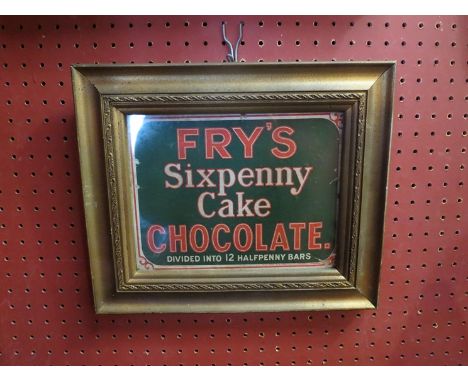 FRY'S
Sixpenny
Cake
CHOCOLATE.
DIVIDED INTO 12 HALFPENNY BARS